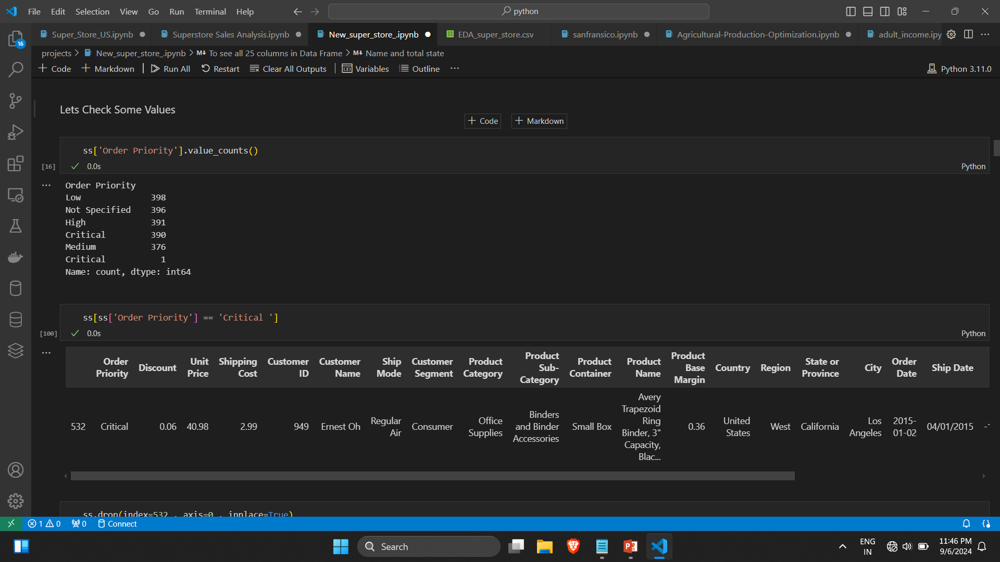 File Edit Selection View Go Run Terminal Help
python
16
Super_Store_US.ipynb
Superstore Sales Analysis.ipynb
New_super_store_.ipynb
EDA_super_store.csv
sanfransico.ipynb
Agricultural-Production-Optimization.ipynb
adult_income.ipy
projects > New_super_store_.ipynb > M↓ To see all 25 columns in Data Frame > M↓ Name and total state
+ Code + Markdown | Run All Restart Clear All Outputs | Variables Outline ...
Python 3.11.0
Lets Check Some Values
+ Code + Markdown
ss['Order Priority'].value_counts()
[16] 0.0s Python
Order Priority
Low 398
Not Specified 396
High 391
Critical 390
Medium 376
Critical 1
Name: count, dtype: int64
ss[ss['Order Priority'] == 'Critical ']
[100] 0.0s Python
Order Priority Discount Unit Price Shipping Cost Customer ID Customer Name Ship Mode Customer Segment Product Category Product Sub-Category Product Container Product Name Product Base Margin Country Region State or Province City Order Date Ship Date
532 Critical 0.06 40.98 2.99 949 Ernest Oh Regular Air Consumer Office Supplies Binders and Binder Accessories Small Box Avery Trapezoid Ring Binder, 3" Capacity, Blac... 0.36 United States West California Los Angeles 2015-01-02 04/01/2015
ss.drop(index=532 , axis=0 , inplace=True)
1 0 0 Connect
Search
ENG
IN
11:46 PM
9/6/2024